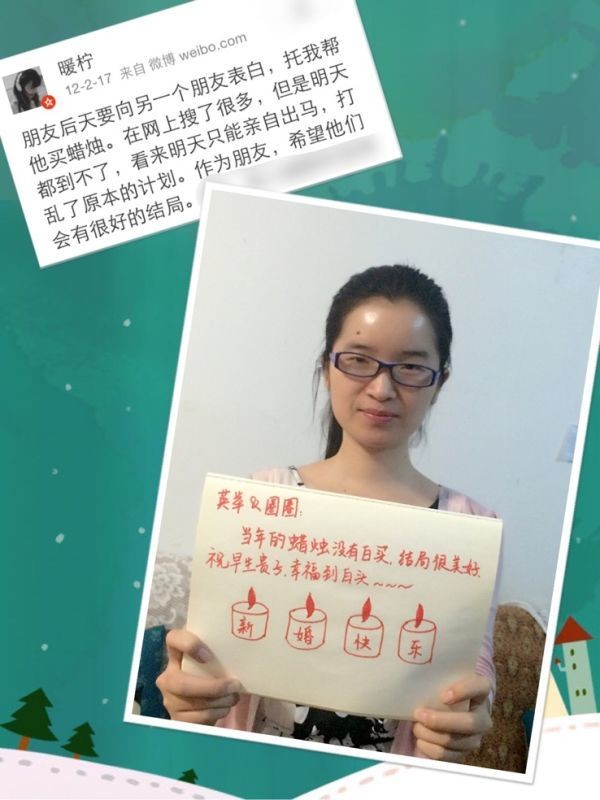 暖柠
12-2-17 来自 微博 weibo.com
朋友后天要向另一个朋友表白，托我帮
他买蜡烛。在网上搜了很多，但是明天
都到不了，看来明天只能亲自出马，打
乱了原本的计划。作为朋友，希望他们
会有很好的结局。
英举&圈圈：
当年的蜡烛没有白买，结局很美好，
祝早生贵子，幸福到白头~~~~
新 婚 快 乐